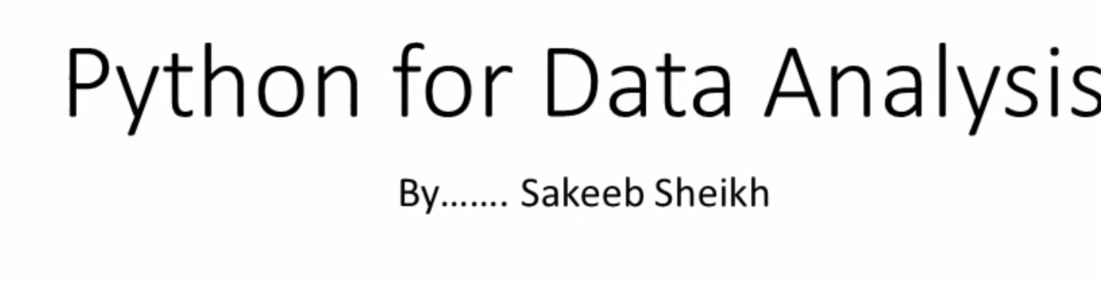 Python for Data Analysis
By....... Sakeeb Sheikh